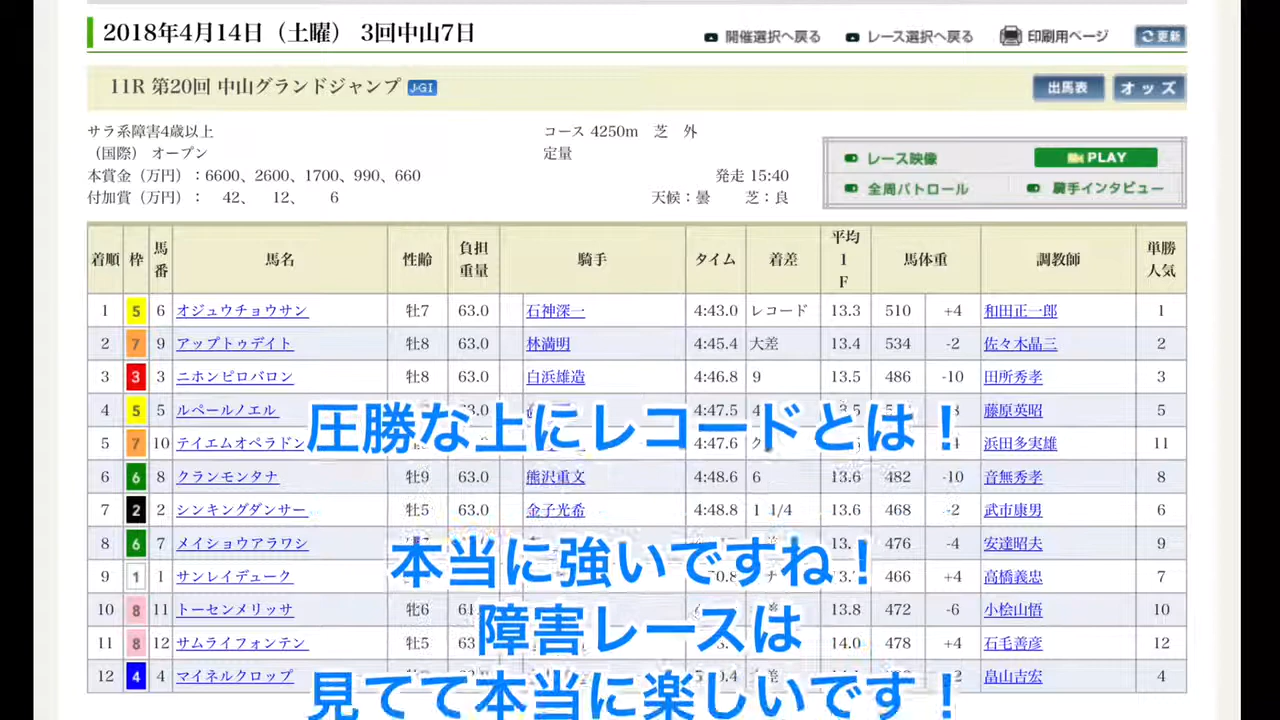 2018年4月14日（土曜） 3回中山7日
開催選択へ戻る レース選択へ戻る 印刷用ページ 更新
11R 第20回 中山グランドジャンプ J・GI 出馬表 オッズ
サラ系障害4歳以上 コース 4250m 芝 外
（国際） オープン 定量
本賞金（万円）：6600、2600、1700、990、660 発走 15:40
付加賞（万円）： 42、 12、 6 天候：曇 芝：良
レース映像 PLAY
全周パトロール 騎手インタビュー
着順 枠 馬番 馬名 性齢 負担重量 騎手 タイム 着差 平均1F 馬体重 調教師 単勝人気
1 5 6 オジュウチョウサン 牡7 63.0 石神深一 4:43.0 レコード 13.3 510 +4 和田正一郎 1
2 7 9 アップトゥデイト 牡8 63.0 林満明 4:45.4 大差 13.4 534 -2 佐々木晶三 2
3 3 3 ニホンピロバロン 牡8 63.0 白浜雄造 4:46.8 9 13.5 486 -10 田所秀孝 3
4 5 5 ルペールノエル 4:47.5 藤原英昭 5
5 7 10 テイエムオペラドン 4:47.6 浜田多実雄 11
圧勝な上にレコードとは！
6 6 8 クランモンタナ 牡9 63.0 熊沢重文 4:48.6 6 13.6 482 -10 音無秀孝 8
7 2 2 シンキングダンサー 牡5 63.0 金子光希 4:48.8 1 1/4 13.6 468 -2 武市康男 6
8 6 7 メイショウアラワシ 476 -4 安達昭夫 9
9 1 1 サンレイデューク 466 +4 高橋義忠 7
本当に強いですね！
10 8 11 トーセンメリッサ 牝6 13.8 472 -6 小桧山悟 10
11 8 12 サムライフォンテン 牡5 14.0 478 +4 石毛善彦 12
障害レースは
12 4 4 マイネルクロップ 畠山吉宏 4
見てて本当に楽しいです！